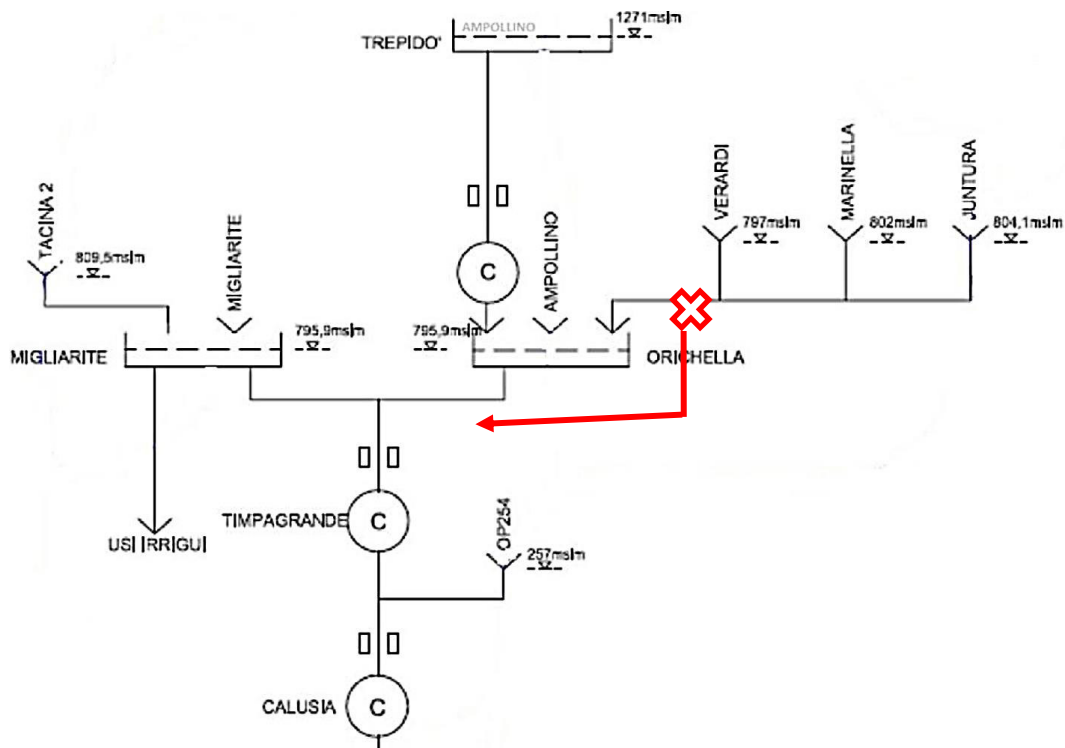 AMPOLLINO
1271mslm
TREPIDO'
VERARDI
MARINELLA
JUNTURA
TACINA 2
809,5mslm
MIGLIARITE
C
AMPOLLINO
797mslm
802mslm
804,1mslm
795,9mslm
795,9mslm
MIGLIARITE
ORICHELLA
TIMPAGRANDE
C
OP254
USI IRRIGUI
257mslm
CALUSIA
C